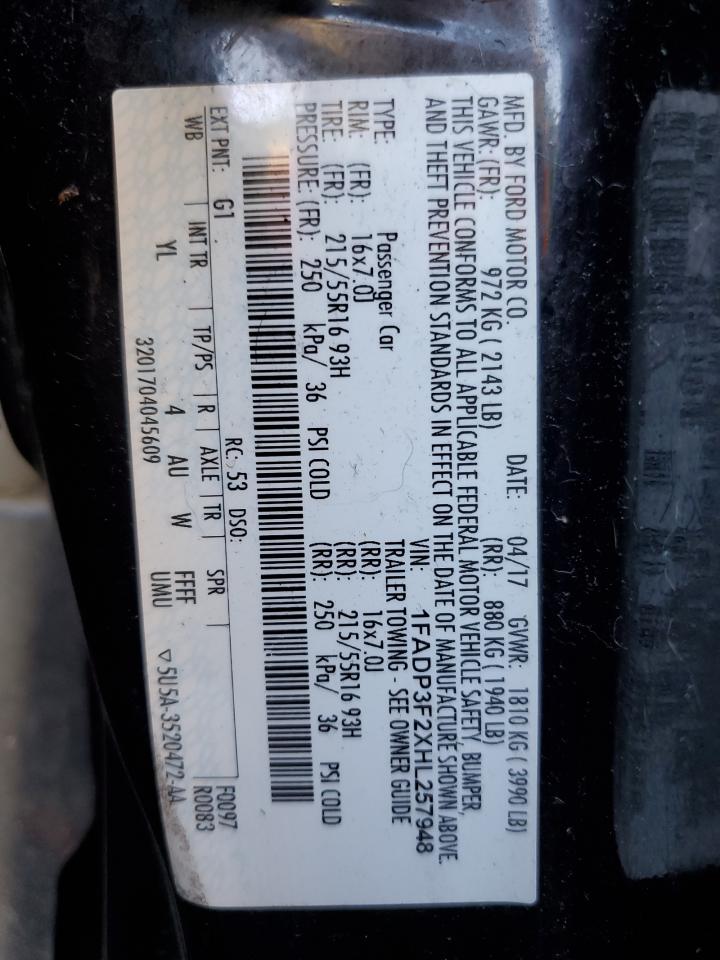 MFD. BY FORD MOTOR CO. DATE: 04/17 GVWR: 1810 KG ( 3990 LB)
GAWR: (FR): 972 KG ( 2143 LB) (RR): 880 KG ( 1940 LB)
THIS VEHICLE CONFORMS TO ALL APPLICABLE FEDERAL MOTOR VEHICLE SAFETY, BUMPER,
AND THEFT PREVENTION STANDARDS IN EFFECT ON THE DATE OF MANUFACTURE SHOWN ABOVE.
VIN: 1FADP3F2XHL257948
TYPE: Passenger Car TRAILER TOWING - SEE OWNER GUIDE
RIM: (FR): 16x7.0J (RR): 16x7.0J
TIRE: (FR): 215/55R16 93H (RR): 215/55R16 93H
PRESSURE: (FR): 250 kPa/ 36 PSI COLD (RR): 250 kPa/ 36 PSI COLD
RC: 53 DSO: F0097
EXT PNT: G1 R0083
WB | INT TR | TP/PS | R | AXLE | TR | SPR
YL 4 AU W FFFF
UMU ▽5U5A-3520472-AA
3201704045609